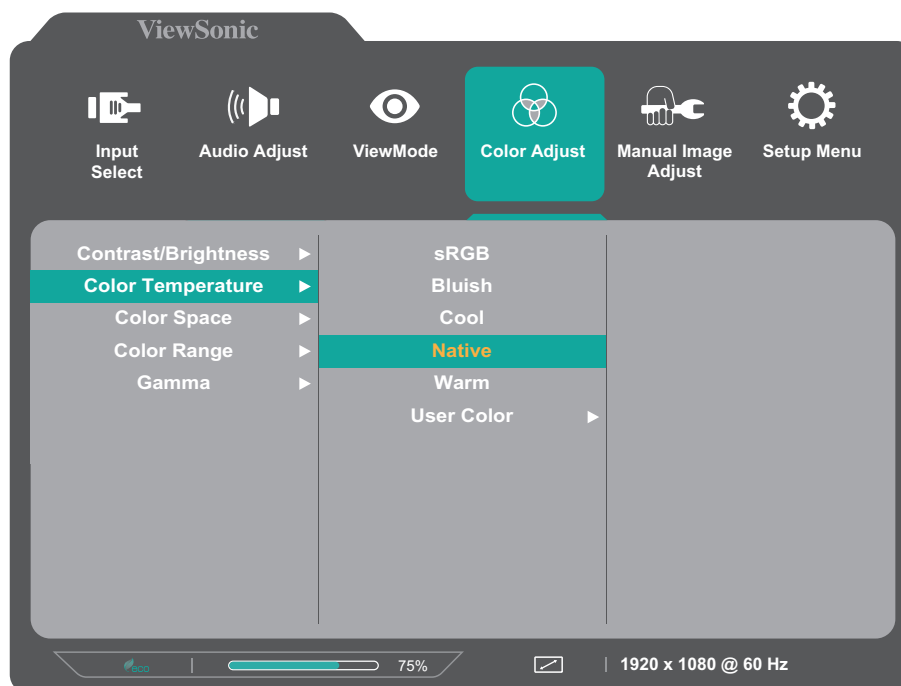 ViewSonic
Input
Select
Audio Adjust
ViewMode
Color Adjust
Manual Image
Adjust
Setup Menu
Contrast/Brightness
Color Temperature
Color Space
Color Range
Gamma
sRGB
Bluish
Cool
Native
Warm
User Color
eco
75%
1920 x 1080 @ 60 Hz